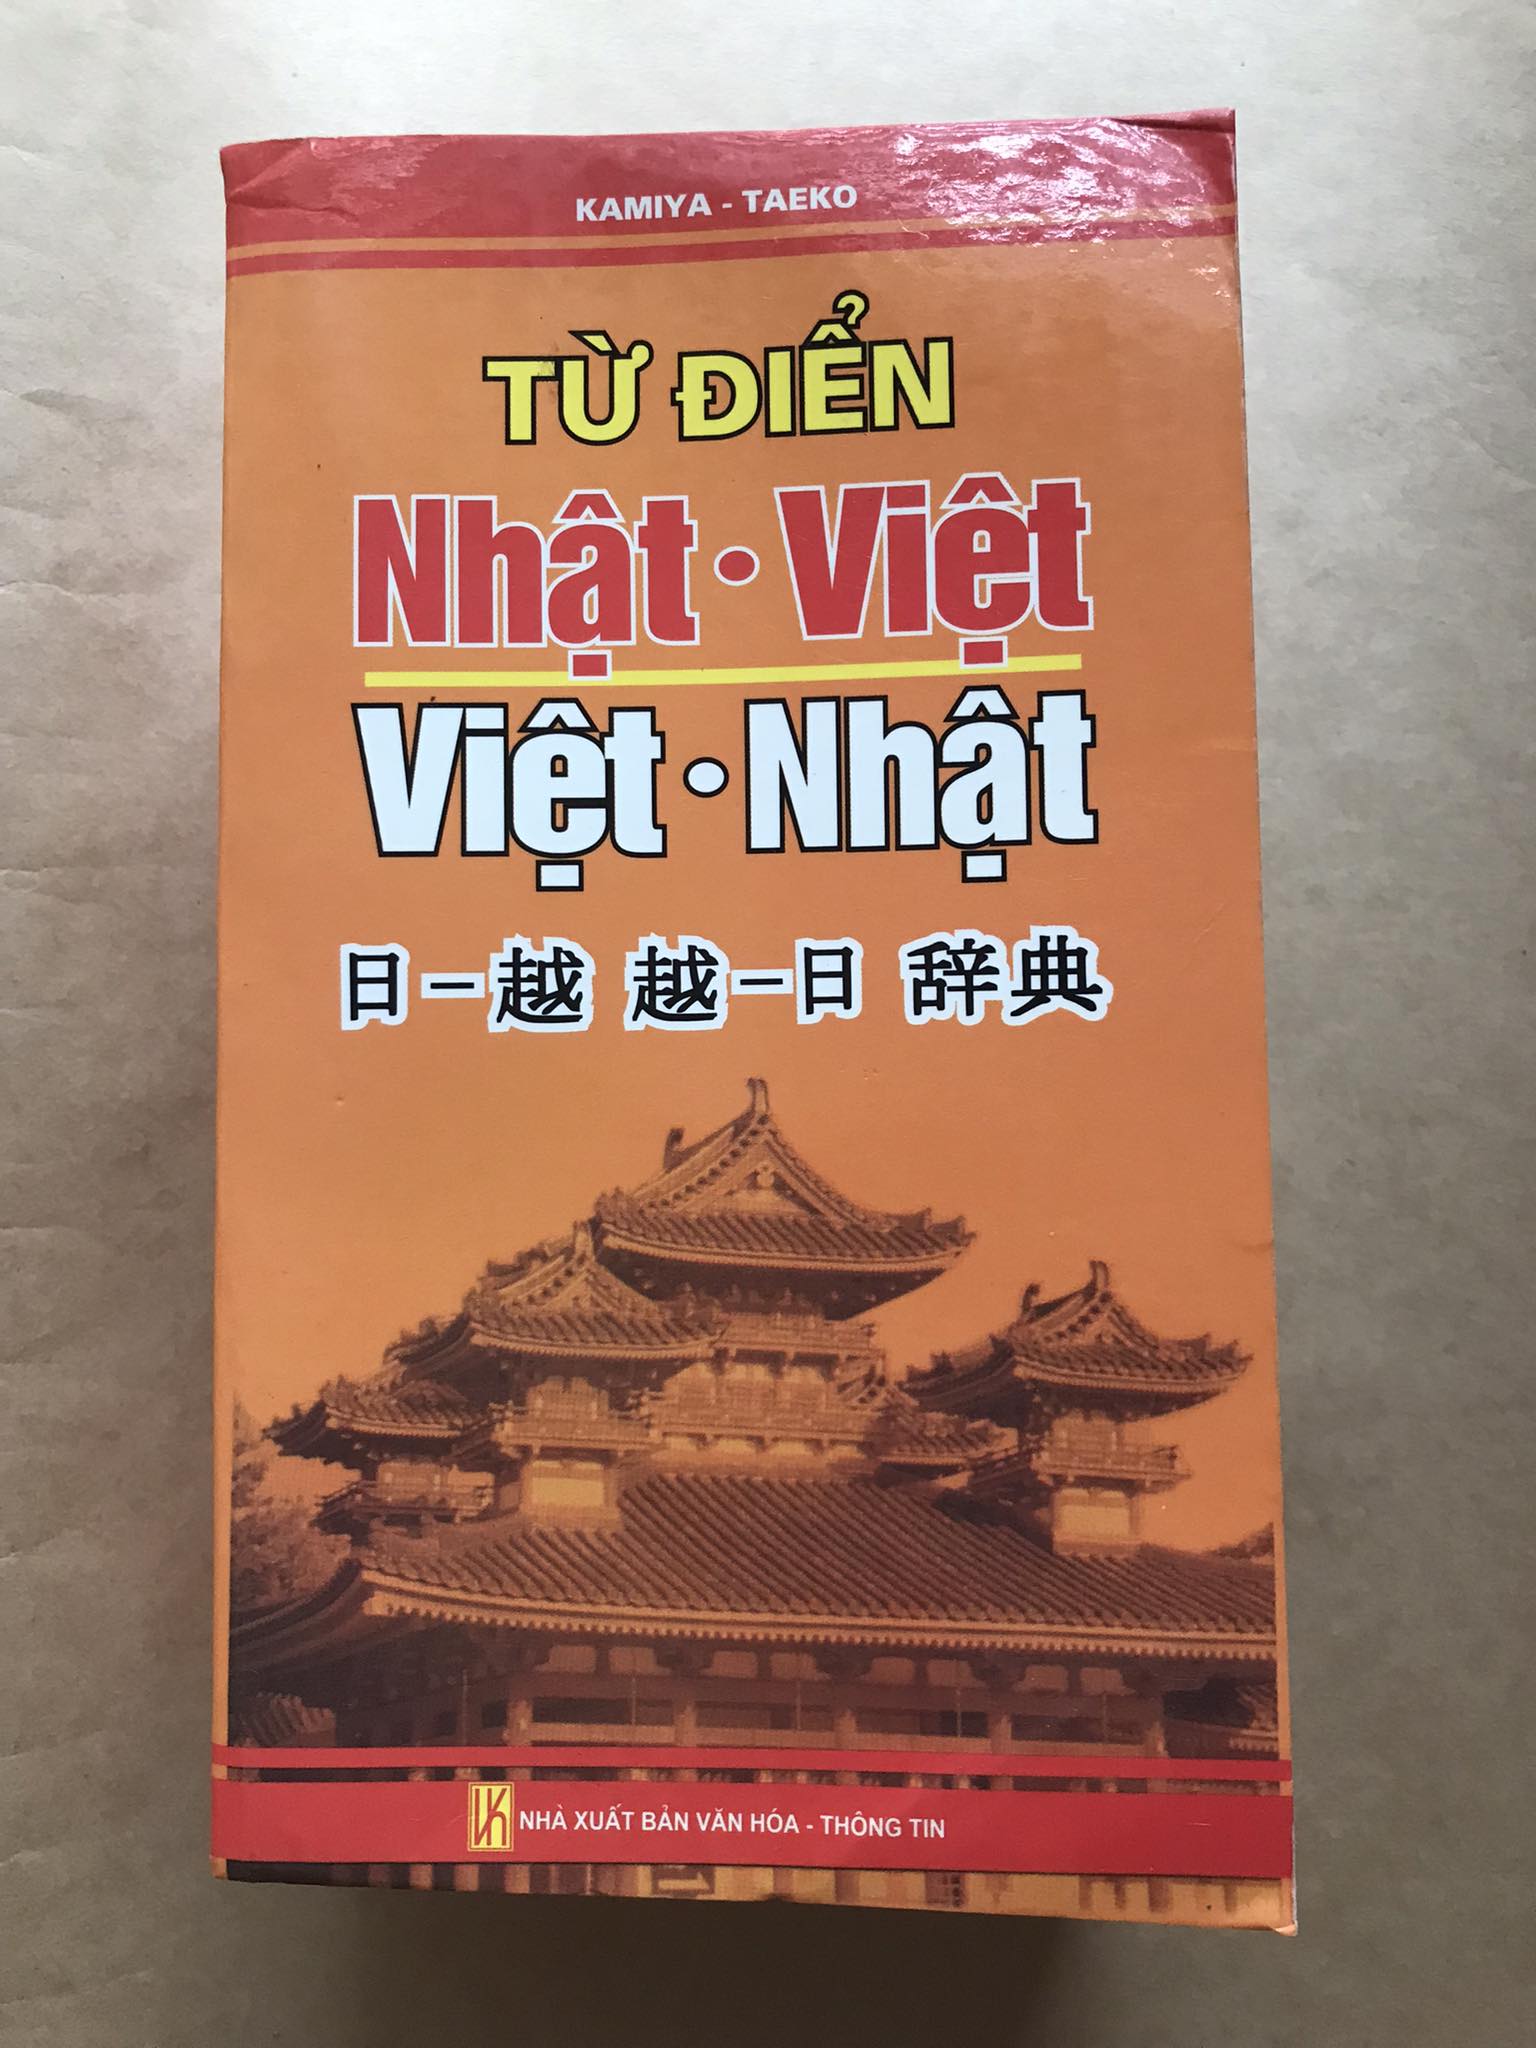 KAMIYA - TAEKO
TỪ ĐIỂN
Nhật • Việt
Việt • Nhật
日-越 越-日 辞典
NHÀ XUẤT BẢN VĂN HÓA - THÔNG TIN